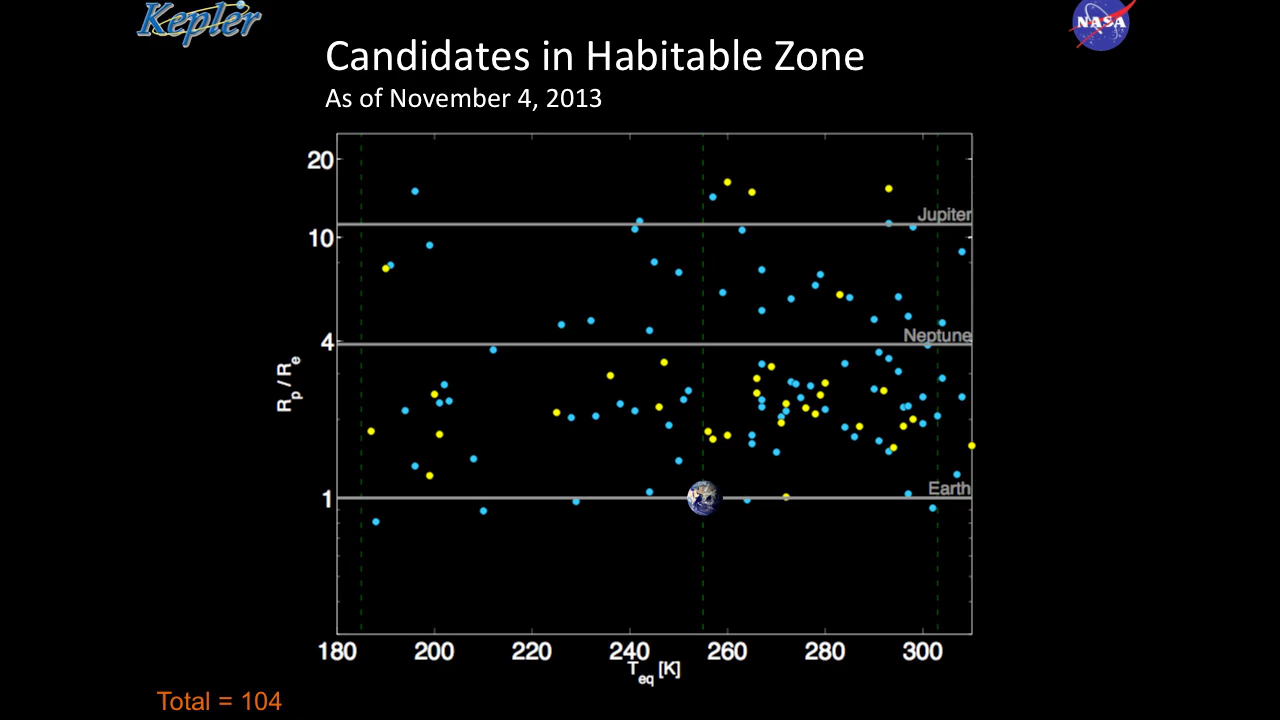 Kepler
NASA
Candidates in Habitable Zone
As of November 4, 2013
20
10
4
1
Rp / Re
Jupiter
Neptune
Earth
180 200 220 240 260 280 300
Teq [K]
Total = 104